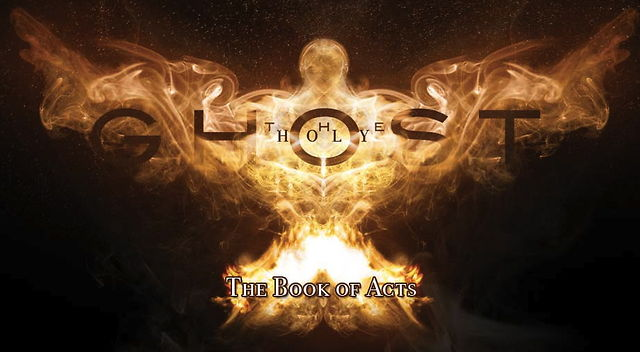 THE
HOLY
GHOST
The Book of Acts